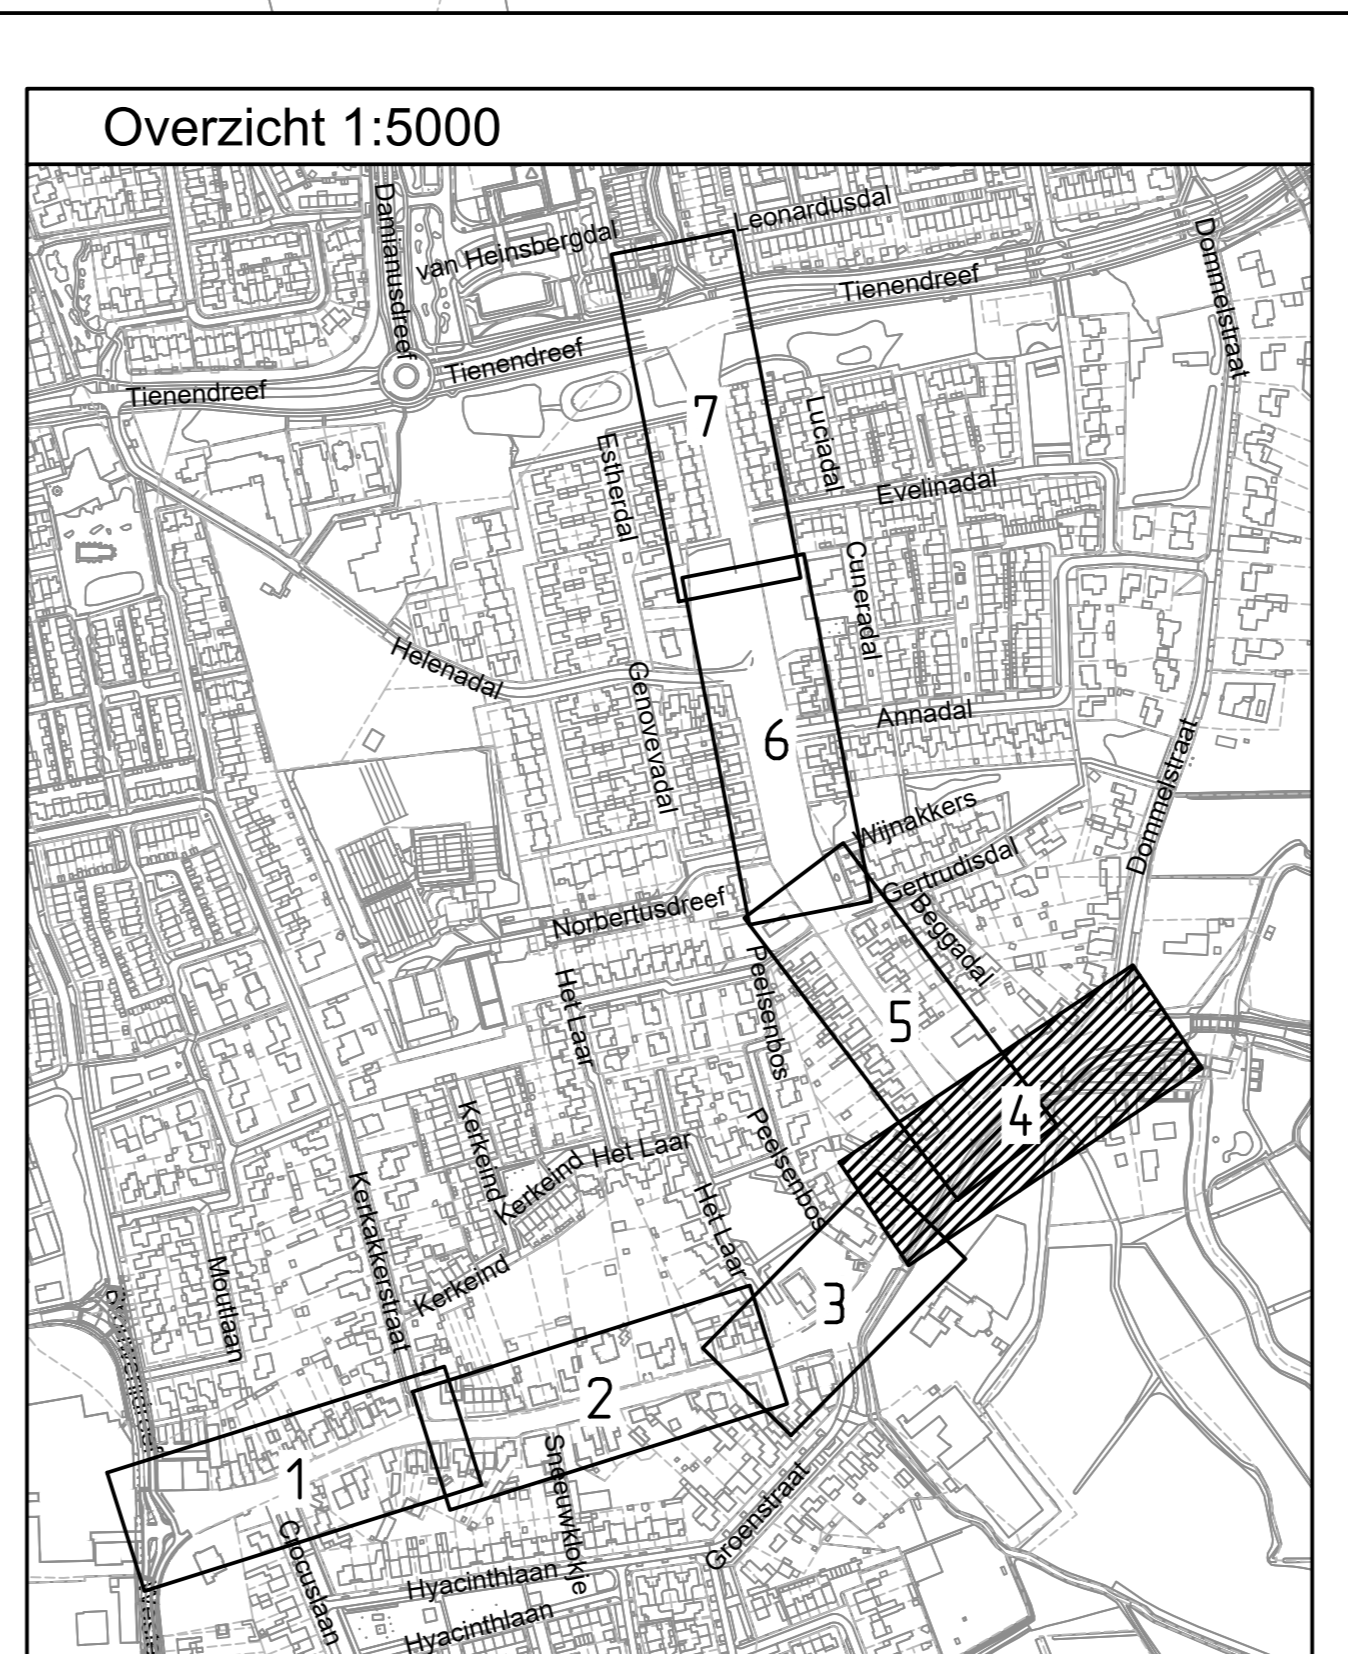 Overzicht 1:5000
Damianusdreef
van Heinsbergdal
Leonardusdal
Dommelstraat
Tienendreef
Tienendreef
Tienendreef
7
Luciadal
Estherdal
Evelinadal
Cuneradal
Helenadal
Genovevadal
6
Annadal
Dommelstraat
Wijnakkers
Gertrudisdal
Beggadal
Norbertusdreef
Peelsenbos
Het Laar
5
4
Kerkeind
Kerkeind
Het Laar
Peelsenbos
Kerkakkerstraat
Het Laar
Moutlaan
Kerkeind
3
2
1
Sneeuwklokje
Crocuslaan
Groenstraat
Hyacinthlaan
Hyacinthlaan